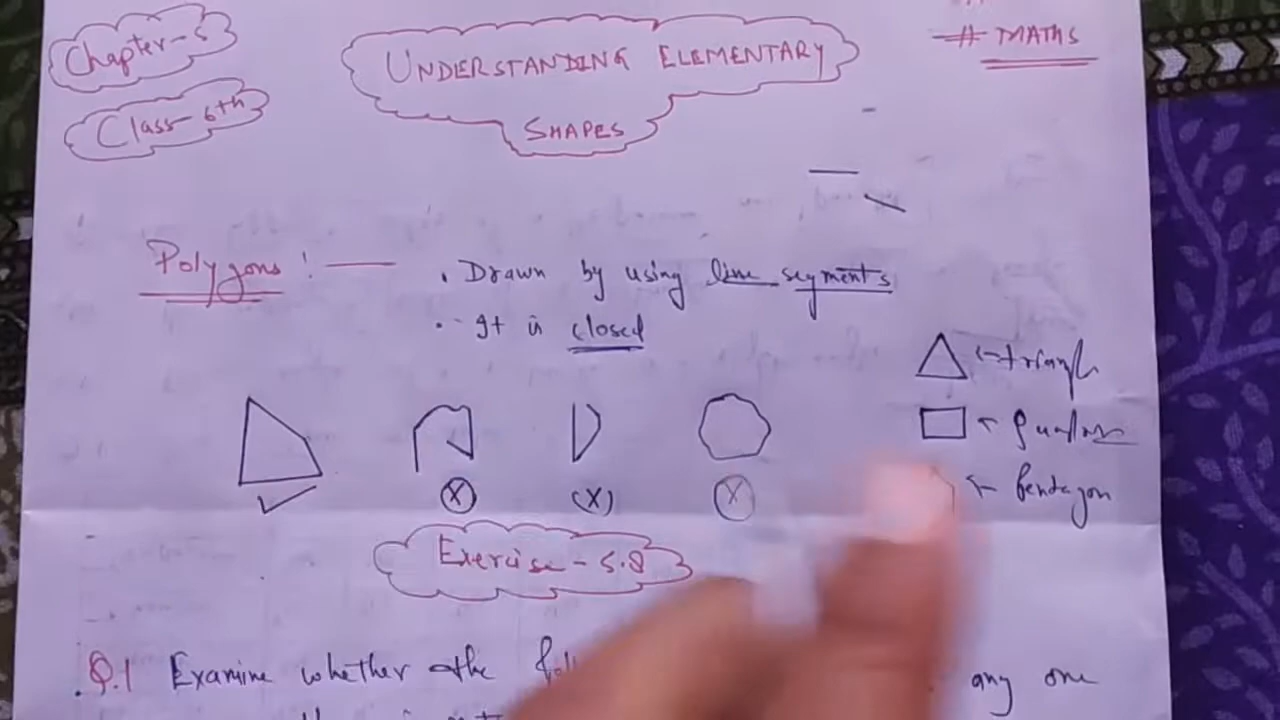 Chapter-5
Class-6th
UNDERSTANDING ELEMENTARY
SHAPES
# MATHS
Polygons :—
. Drawn by using line segments
. It is closed
triangle
Pentagon
(X)
Exercise - 5.8
Q.1 Examine whether the
any one